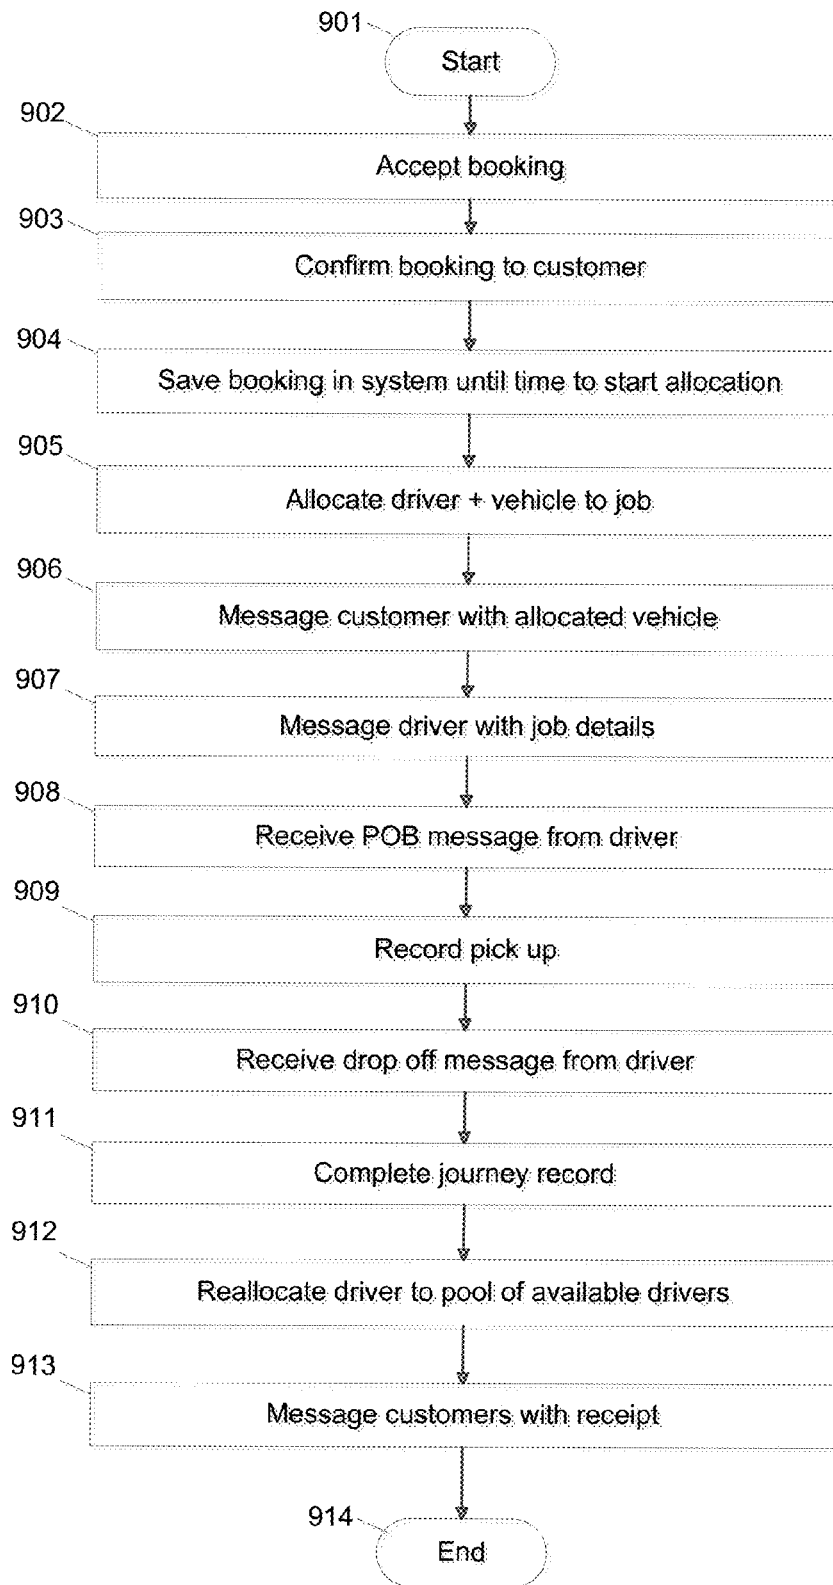 901
Start
902
Accept booking
903
Confirm booking to customer
904
Save booking in system until time to start allocation
905
Allocate driver + vehicle to job
906
Message customer with allocated vehicle
907
Message driver with job details
908
Receive POB message from driver
909
Record pick up
910
Receive drop off message from driver
911
Complete journey record
912
Reallocate driver to pool of available drivers
913
Message customers with receipt
914
End